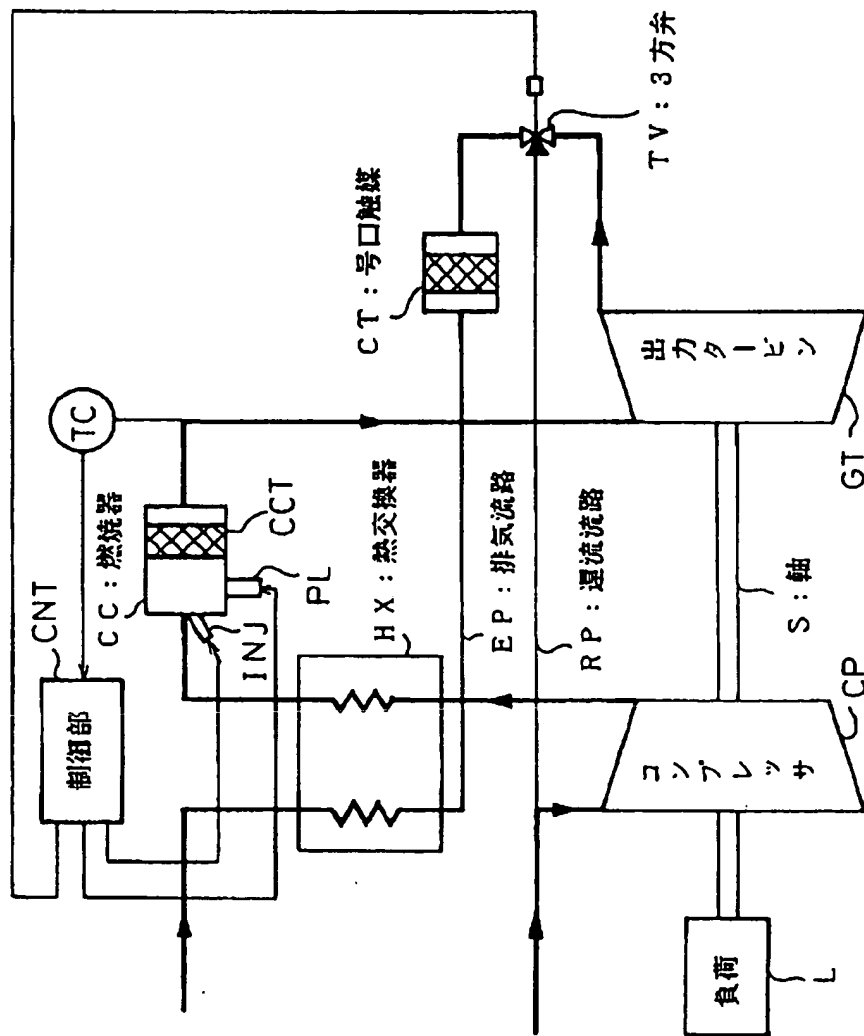 TV:3方弁
CT:号口触媒
出力タービン
GT
TC
CC:燃焼器
CCT
CNT
PL
INJ
HX:熱交換器
EP:排気流路
RP:還流流路
S:軸
制御部
コンプレッサ
CP
負荷
L